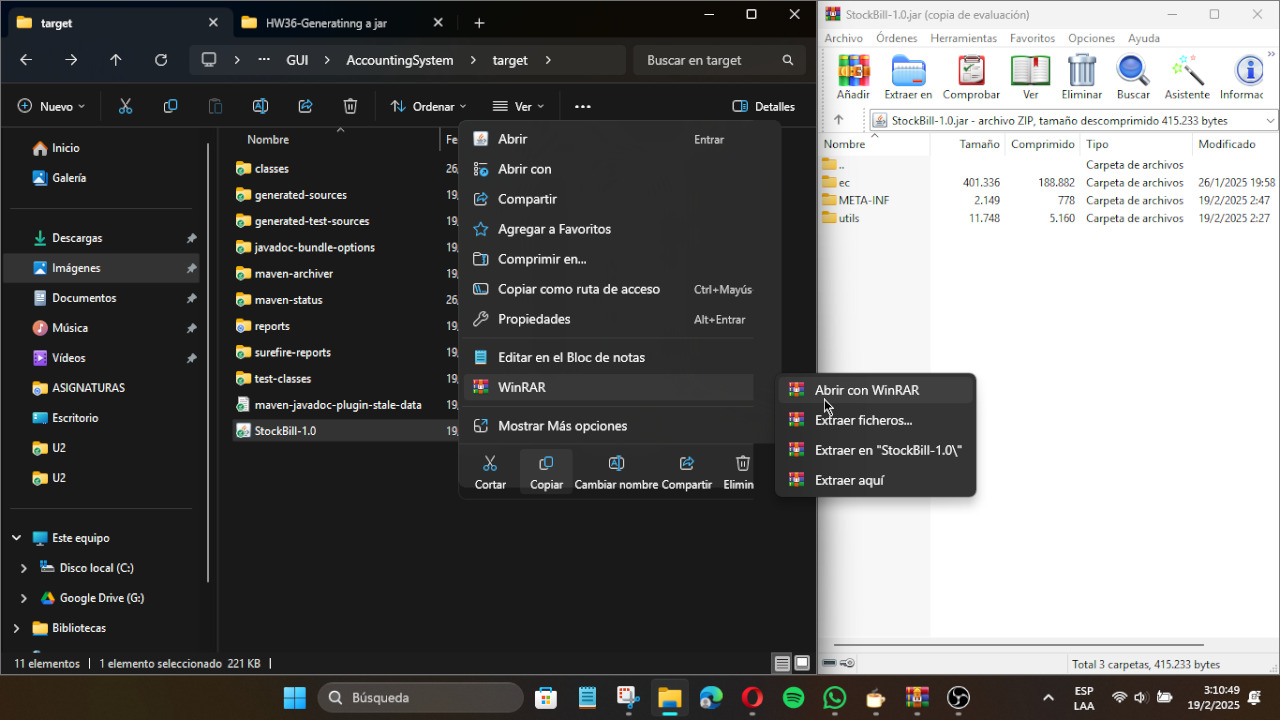 target
HW36-Generatinng a jar
StockBill-1.0.jar (copia de evaluación)
Archivo Órdenes Herramientas Favoritos Opciones Ayuda
GUI AccountingSystem target
Buscar en target
Añadir Extraer en Comprobar Ver Eliminar Buscar Asistente Informac
Nuevo Ordenar Ver Detalles
StockBill-1.0.jar - archivo ZIP, tamaño descomprimido 415.233 bytes
Nombre Tamaño Comprimido Tipo Modificado
.. Carpeta de archivos
ec 401.336 188.882 Carpeta de archivos 26/1/2025 19:58
META-INF 2.149 778 Carpeta de archivos 19/2/2025 2:47
utils 11.748 5.160 Carpeta de archivos 19/2/2025 2:27
Inicio
Galería
Descargas
Imágenes
Documentos
Música
Vídeos
ASIGNATURAS
Escritorio
U2
U2
Este equipo
Disco local (C:)
Google Drive (G:)
Bibliotecas
Nombre Fe
classes 26,
generated-sources 19,
generated-test-sources 19,
javadoc-bundle-options 19,
maven-archiver 19,
maven-status 26,
reports 19,
surefire-reports 19,
test-classes 19,
maven-javadoc-plugin-stale-data 19,
StockBill-1.0 19,
Abrir Entrar
Abrir con
Compartir
Agregar a Favoritos
Comprimir en...
Copiar como ruta de acceso Ctrl+Mayús
Propiedades Alt+Entrar
Editar en el Bloc de notas
WinRAR
Mostrar Más opciones
Cortar Copiar Cambiar nombre Compartir Elimin
Abrir con WinRAR
Extraer ficheros...
Extraer en "StockBill-1.0\"
Extraer aquí
11 elementos 1 elemento seleccionado 221 KB
Total 3 carpetas, 415.233 bytes
Búsqueda
ESP
LAA
3:10:49
19/2/2025